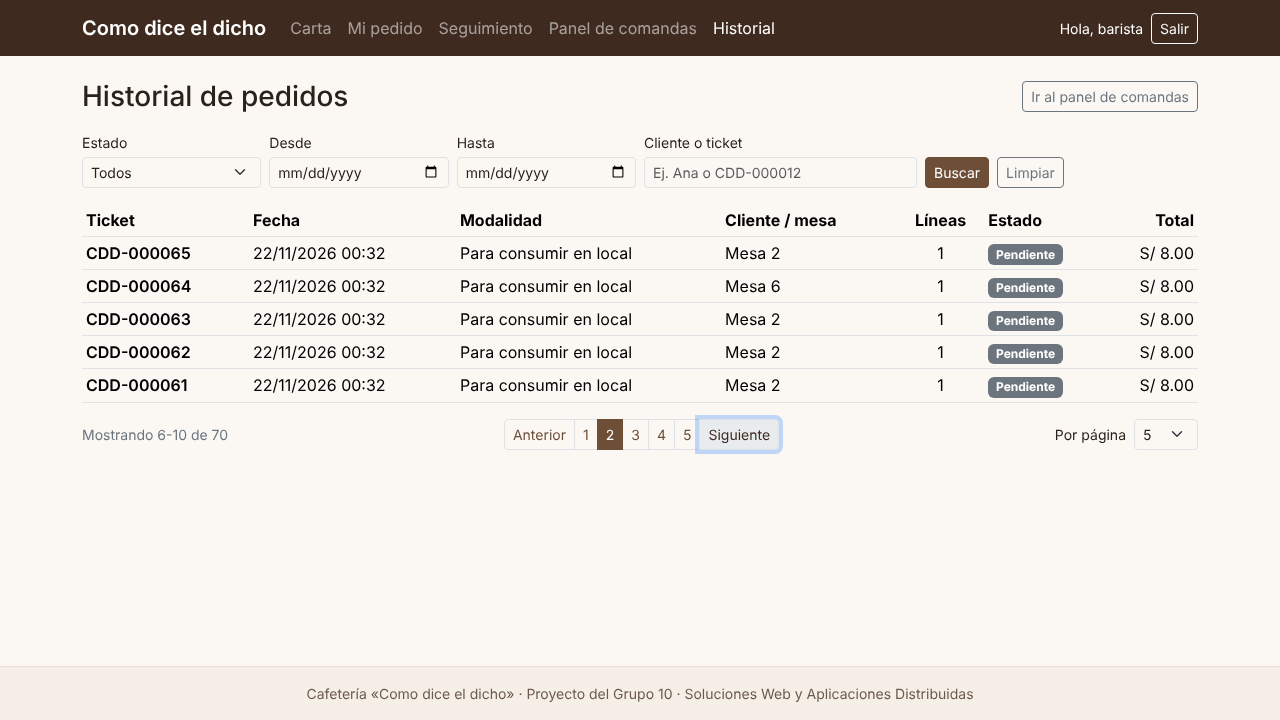 Como dice el dicho Carta Mi pedido Seguimiento Panel de comandas Historial Hola, barista Salir
Historial de pedidos Ir al panel de comandas
Estado Desde Hasta Cliente o ticket
Todos mm/dd/yyyy mm/dd/yyyy Ej. Ana o CDD-000012 Buscar Limpiar
Ticket Fecha Modalidad Cliente / mesa Líneas Estado Total
CDD-000065 22/11/2026 00:32 Para consumir en local Mesa 2 1 Pendiente S/ 8.00
CDD-000064 22/11/2026 00:32 Para consumir en local Mesa 6 1 Pendiente S/ 8.00
CDD-000063 22/11/2026 00:32 Para consumir en local Mesa 2 1 Pendiente S/ 8.00
CDD-000062 22/11/2026 00:32 Para consumir en local Mesa 2 1 Pendiente S/ 8.00
CDD-000061 22/11/2026 00:32 Para consumir en local Mesa 2 1 Pendiente S/ 8.00
Mostrando 6-10 de 70 Anterior 1 2 3 4 5 Siguiente Por página 5
Cafetería «Como dice el dicho» · Proyecto del Grupo 10 · Soluciones Web y Aplicaciones Distribuidas